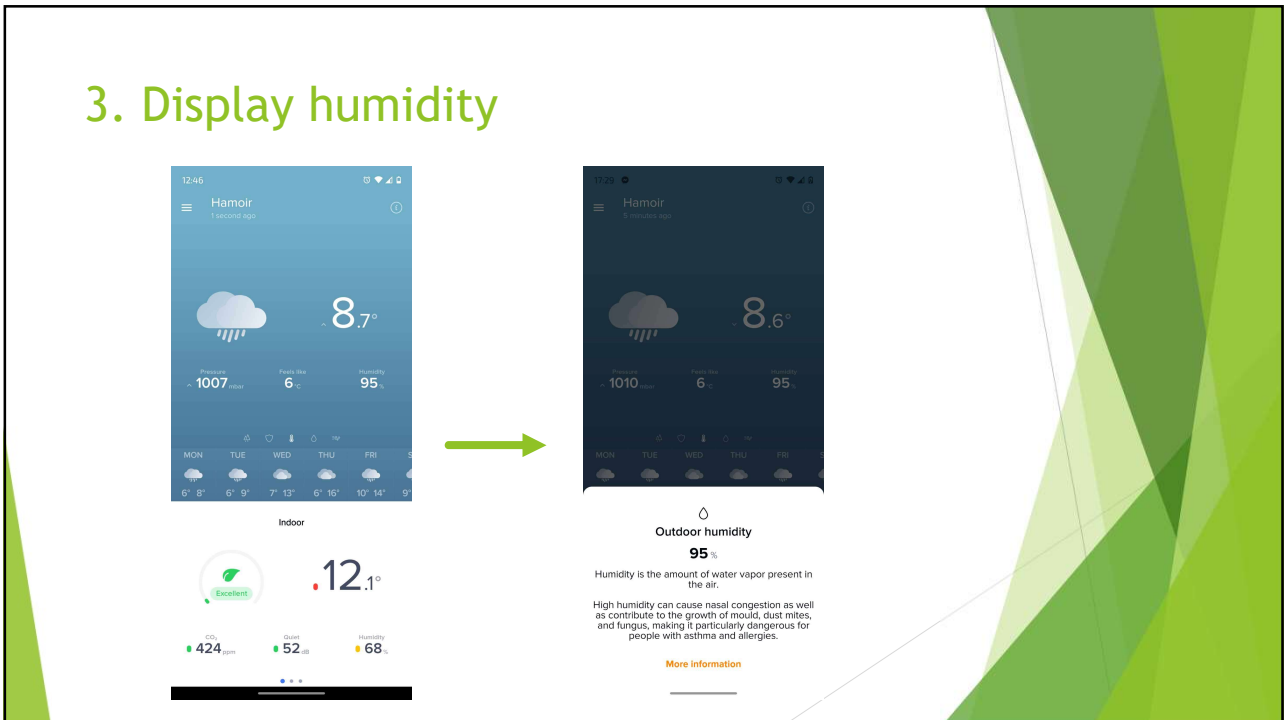 3. Display humidity
12:46
Hamoir
1 second ago
8.7°
Pressure
Feels like
Humidity
1007 mbar
6 °C
95 %
MON TUE WED THU FRI S
6° 8° 6° 9° 7° 13° 6° 16° 10° 14° 9°
Indoor
Excellent
12.1°
CO₂
Quiet
Humidity
424 ppm
52 dB
68 %
17:29
Hamoir
5 minutes ago
8.6°
Pressure
Feels like
Humidity
1010 mbar
6 °C
95 %
MON TUE WED THU FRI S
Outdoor humidity
95 %
Humidity is the amount of water vapor present in
the air.
High humidity can cause nasal congestion as well
as contribute to the growth of mould, dust mites,
and fungus, making it particularly dangerous for
people with asthma and allergies.
More information